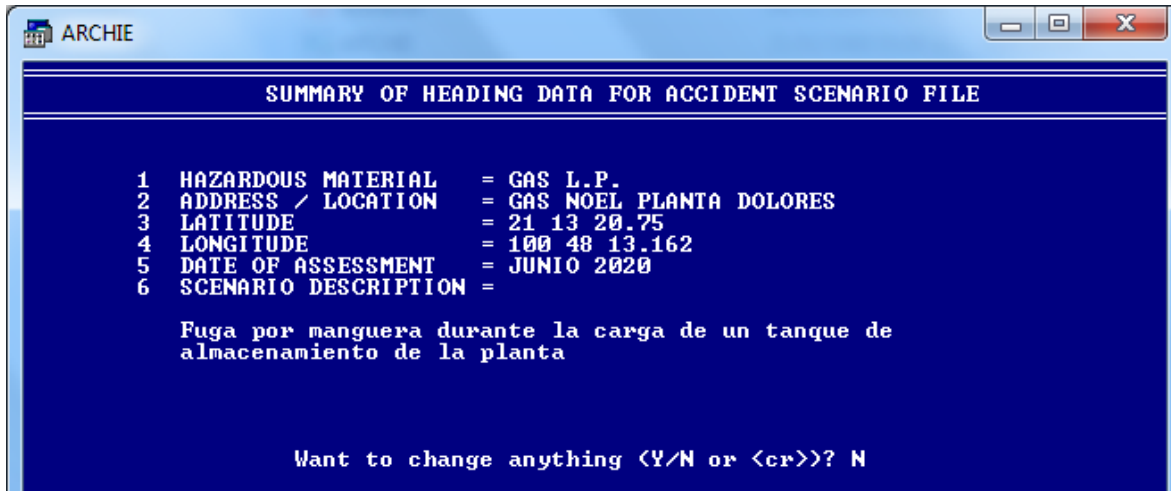 ARCHIE
SUMMARY OF HEADING DATA FOR ACCIDENT SCENARIO FILE
1 HAZARDOUS MATERIAL = GAS L.P.
2 ADDRESS / LOCATION = GAS NOEL PLANTA DOLORES
3 LATITUDE = 21 13 20.75
4 LONGITUDE = 100 48 13.162
5 DATE OF ASSESSMENT = JUNIO 2020
6 SCENARIO DESCRIPTION =
Fuga por manguera durante la carga de un tanque de
almacenamiento de la planta
Want to change anything (Y/N or <cr>)? N